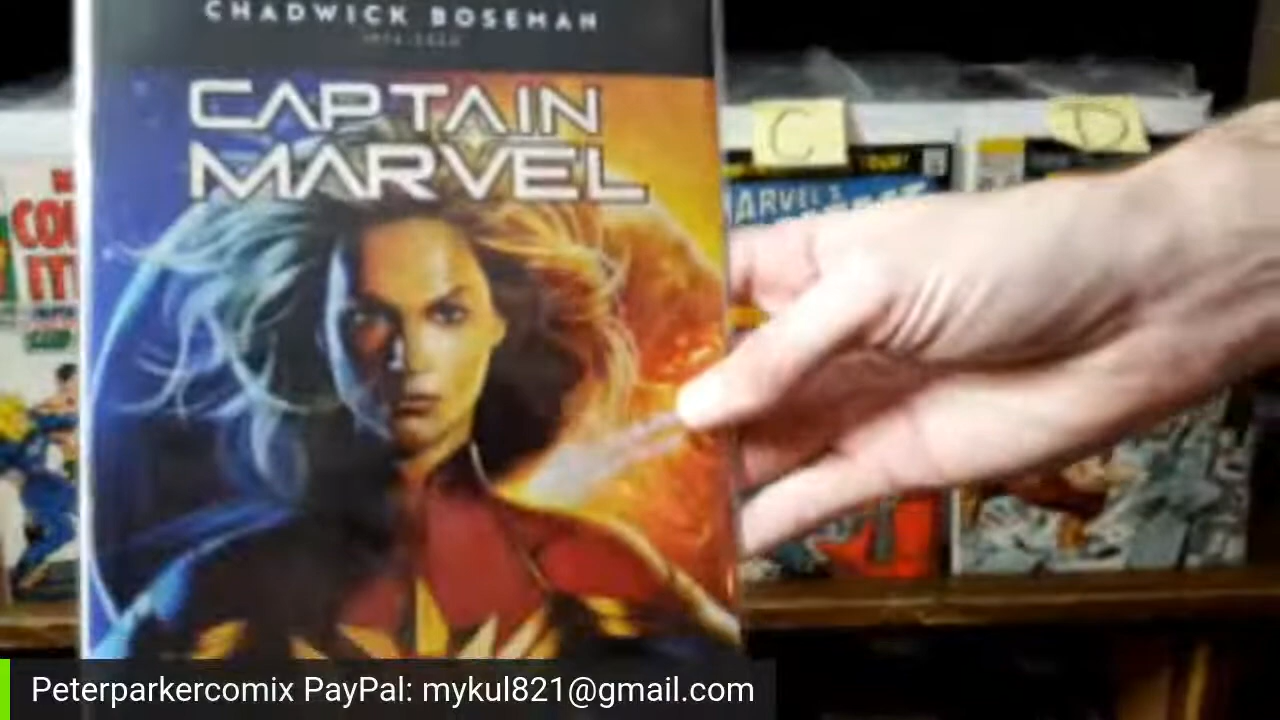 CHADWICK BOSEMAN
CAPTAIN
MARVEL
C
D
MARVEL'S
Peterparkercomix PayPal: mykul821@gmail.com